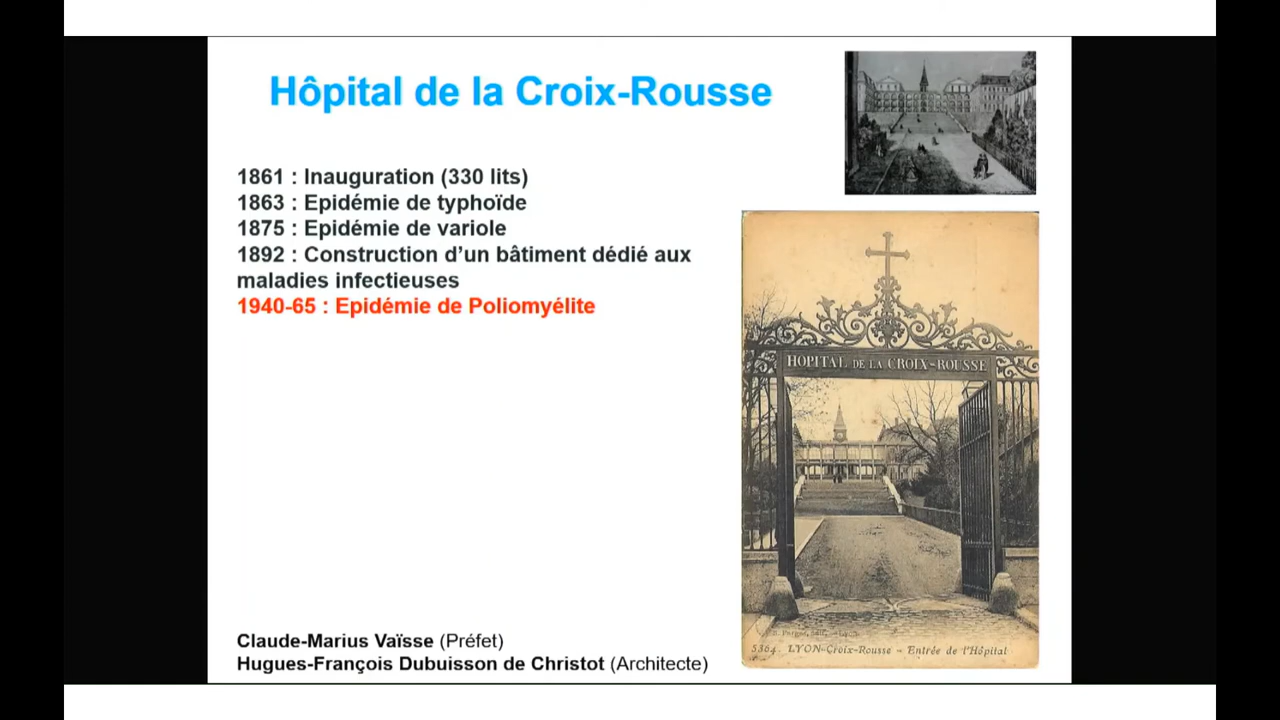 Hôpital de la Croix-Rousse
1861 : Inauguration (330 lits)
1863 : Epidémie de typhoïde
1875 : Epidémie de variole
1892 : Construction d’un bâtiment dédié aux
maladies infectieuses
1940-65 : Epidémie de Poliomyélite
HOPITAL DE LA CROIX-ROUSSE
5364. LYON-Croix-Rousse - Entrée de l'Hôpital
Claude-Marius Vaïsse (Préfet)
Hugues-François Dubuisson de Christot (Architecte)